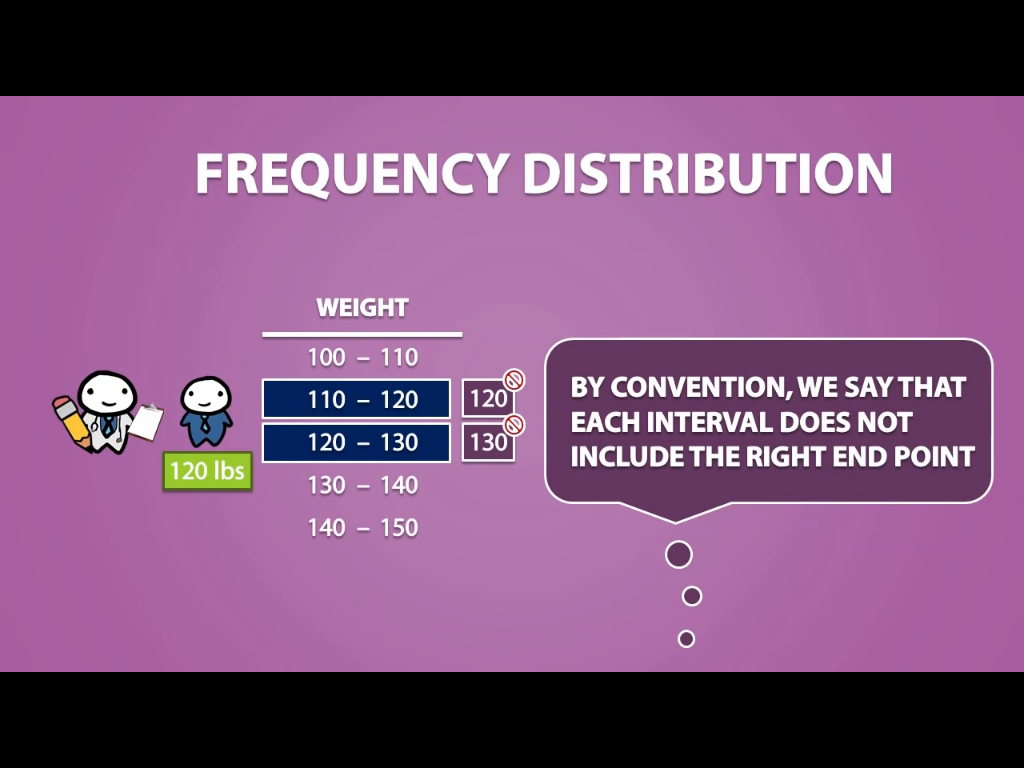 FREQUENCY DISTRIBUTION
WEIGHT
100 – 110
110 – 120 120
120 – 130 130
130 – 140
140 – 150
120 lbs
BY CONVENTION, WE SAY THAT
EACH INTERVAL DOES NOT
INCLUDE THE RIGHT END POINT